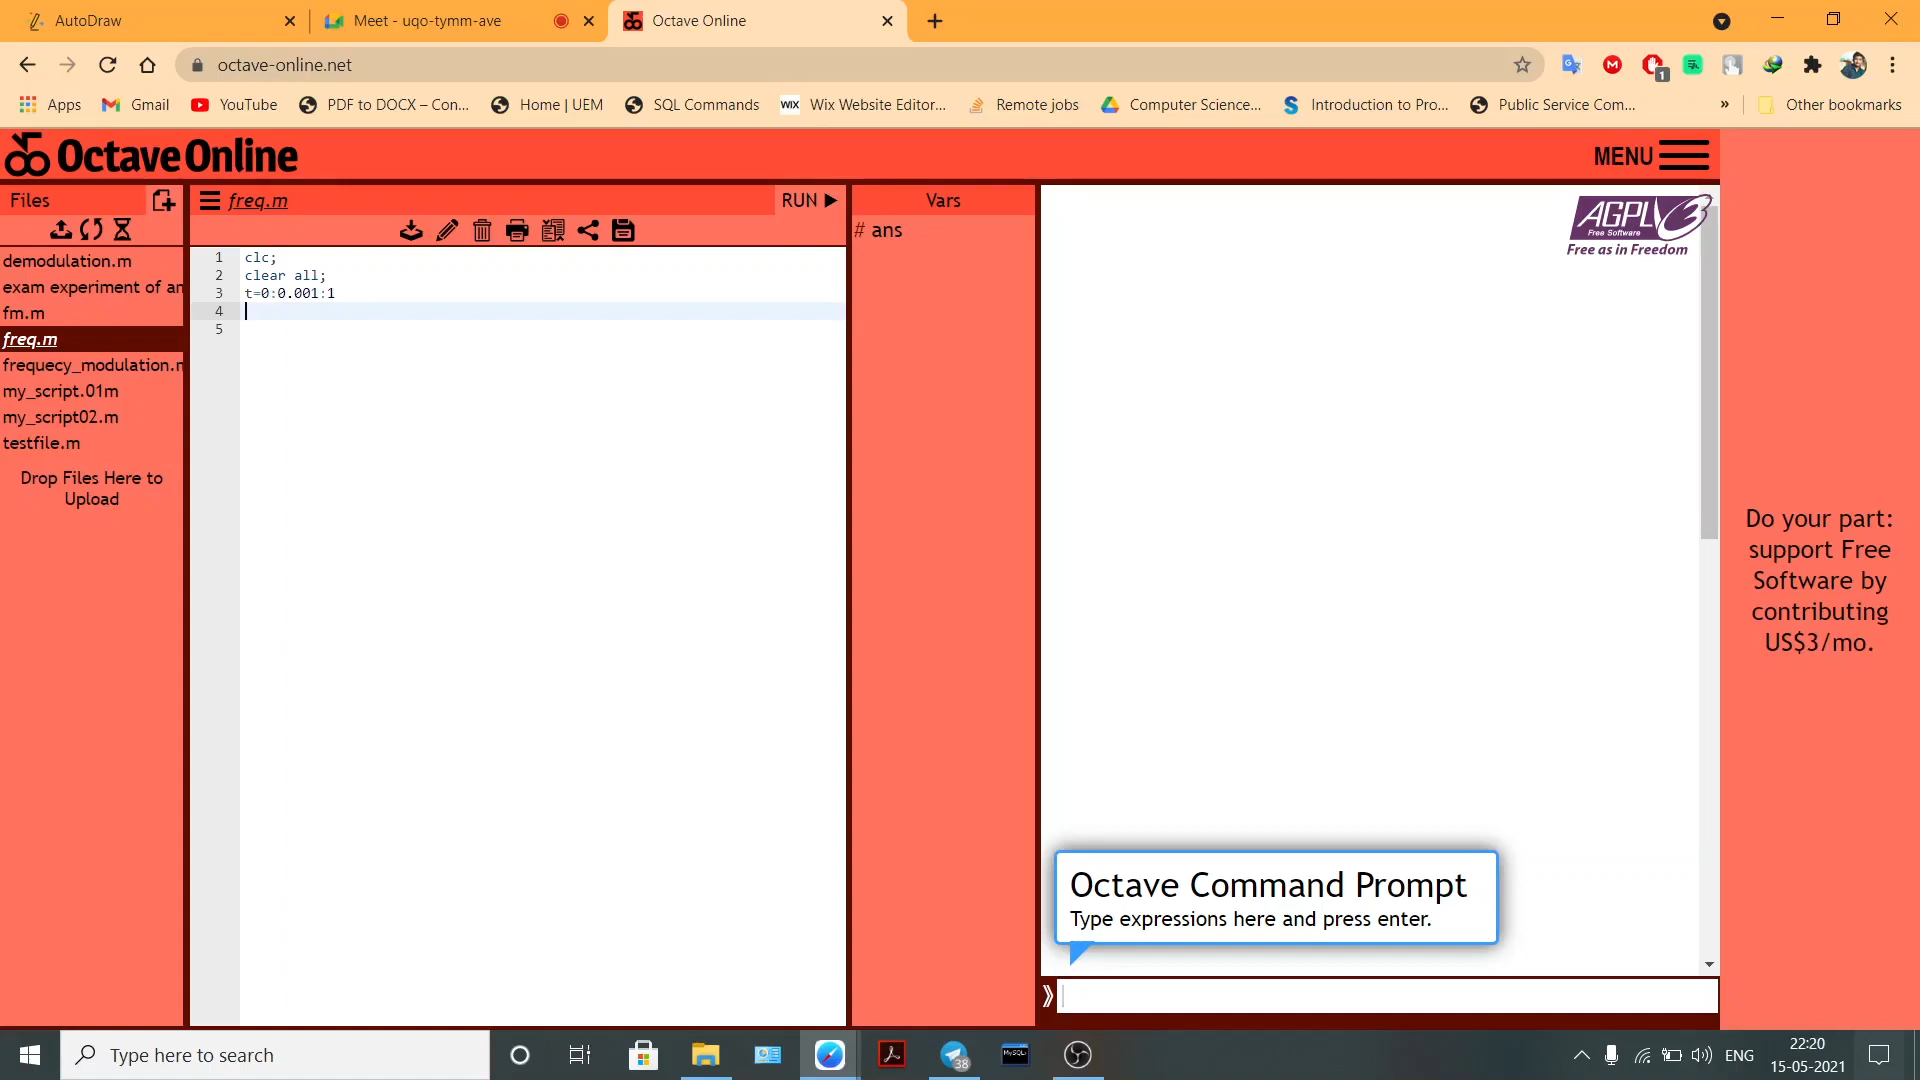 AutoDraw
Meet - uqo-tymm-ave
Octave Online
octave-online.net
1
Apps
Gmail
YouTube
PDF to DOCX – Con...
Home | UEM
SQL Commands
WIX
Wix Website Editor...
Remote jobs
Computer Science...
Introduction to Pro...
Public Service Com...
»
Other bookmarks
Octave Online
MENU
Files
freq.m
RUN
Vars
# ans
demodulation.m
exam experiment of am
fm.m
freq.m
frequecy_modulation.m
my_script.01m
my_script02.m
testfile.m
Drop Files Here to
Upload
1 clc;
2 clear all;
3 t=0:0.001:1
4
5
AGPLv3
Free Software
Free as in Freedom
Octave Command Prompt
Type expressions here and press enter.
Do your part:
support Free
Software by
contributing
US$3/mo.
Type here to search
38
MySQL
ENG
22:20
15-05-2021